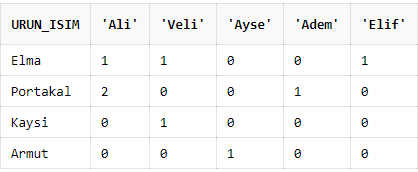 URUN_ISIM 'Ali' 'Veli' 'Ayse' 'Adem' 'Elif'
Elma 1 1 0 0 1
Portakal 2 0 0 1 0
Kaysi 0 1 0 0 0
Armut 0 0 1 0 0